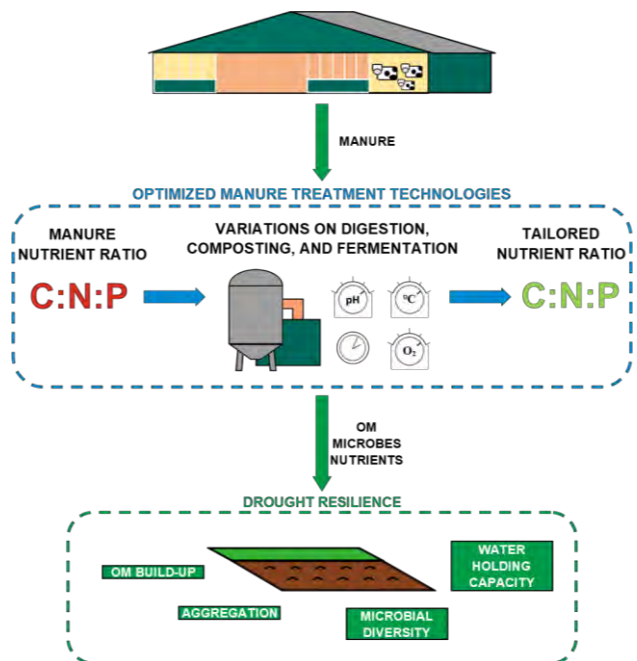 MANURE
OPTIMIZED MANURE TREATMENT TECHNOLOGIES
MANURE
NUTRIENT RATIO
C:N:P
VARIATIONS ON DIGESTION,
COMPOSTING, AND FERMENTATION
pH
°C
O₂
TAILORED
NUTRIENT RATIO
C:N:P
OM
MICROBES
NUTRIENTS
DROUGHT RESILIENCE
OM BUILD-UP
AGGREGATION
MICROBIAL
DIVERSITY
WATER
HOLDING
CAPACITY